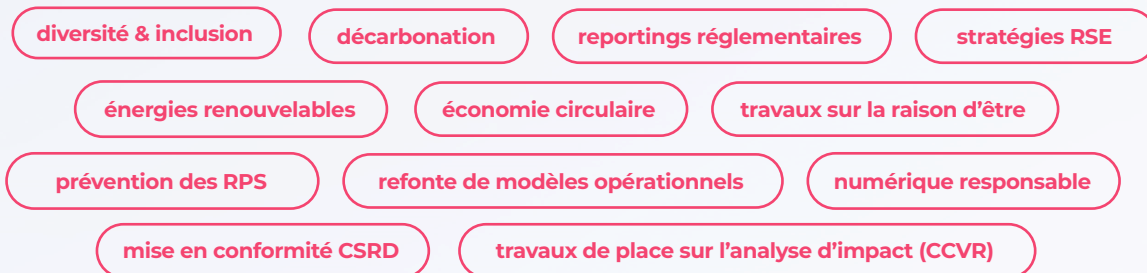 diversité & inclusion
décarbonation
reportings réglementaires
stratégies RSE
énergies renouvelables
économie circulaire
travaux sur la raison d’être
prévention des RPS
refonte de modèles opérationnels
numérique responsable
mise en conformité CSRD
travaux de place sur l’analyse d’impact (CCVR)